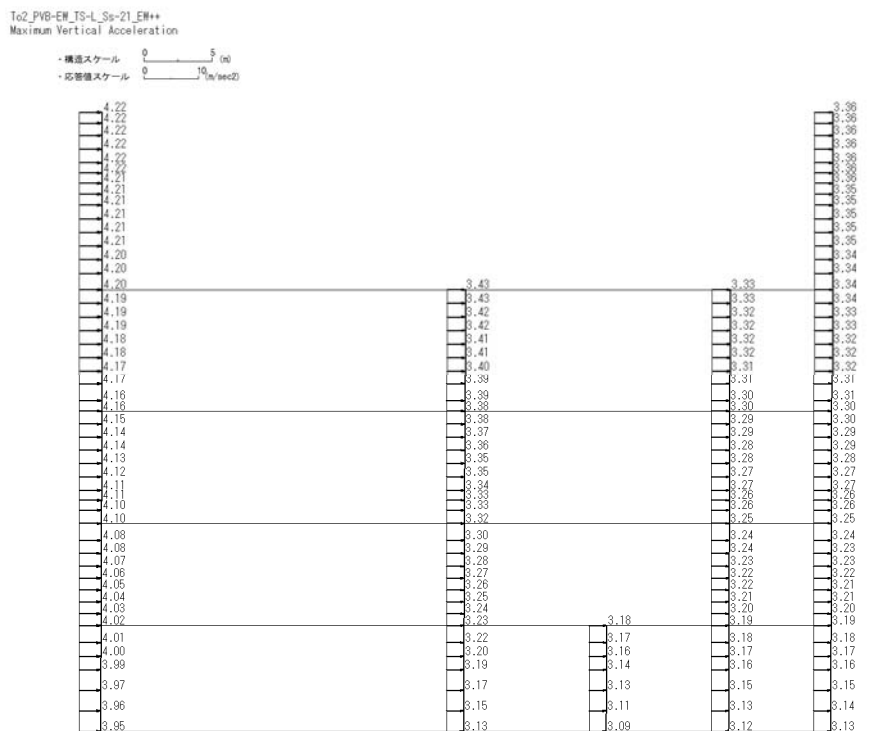 To2_PVB-EW_TS-L_Ss-21_EW++
Maximum Vertical Acceleration
・構造スケール 0 5 (m)
・応答値スケール 0 10 (m/sec2)
4.22 3.36
4.22 3.36
4.22 3.36
4.22 3.36
4.22 3.36
4.22 3.36
4.21 3.36
4.21 3.35
4.21 3.35
4.21 3.35
4.21 3.35
4.21 3.35
4.20 3.34
4.20 3.34
4.20 3.43 3.33 3.34
4.19 3.43 3.33 3.34
4.19 3.42 3.32 3.33
4.19 3.42 3.32 3.33
4.18 3.41 3.32 3.32
4.18 3.41 3.32 3.32
4.17 3.40 3.31 3.32
4.17 3.39 3.31 3.31
4.16 3.39 3.30 3.31
4.16 3.38 3.30 3.30
4.15 3.38 3.29 3.30
4.14 3.37 3.29 3.29
4.14 3.36 3.28 3.29
4.13 3.35 3.28 3.28
4.12 3.35 3.27 3.27
4.11 3.34 3.27 3.27
4.11 3.33 3.26 3.26
4.10 3.33 3.26 3.26
4.10 3.32 3.25 3.25
4.08 3.30 3.24 3.24
4.08 3.29 3.24 3.23
4.07 3.28 3.23 3.23
4.06 3.27 3.22 3.22
4.05 3.26 3.22 3.21
4.04 3.25 3.21 3.21
4.03 3.24 3.20 3.20
4.02 3.23 3.18 3.19 3.19
4.01 3.22 3.17 3.18 3.18
4.00 3.20 3.16 3.17 3.17
3.99 3.19 3.14 3.16 3.16
3.97 3.17 3.13 3.15 3.15
3.96 3.15 3.11 3.13 3.14
3.95 3.13 3.09 3.12 3.13